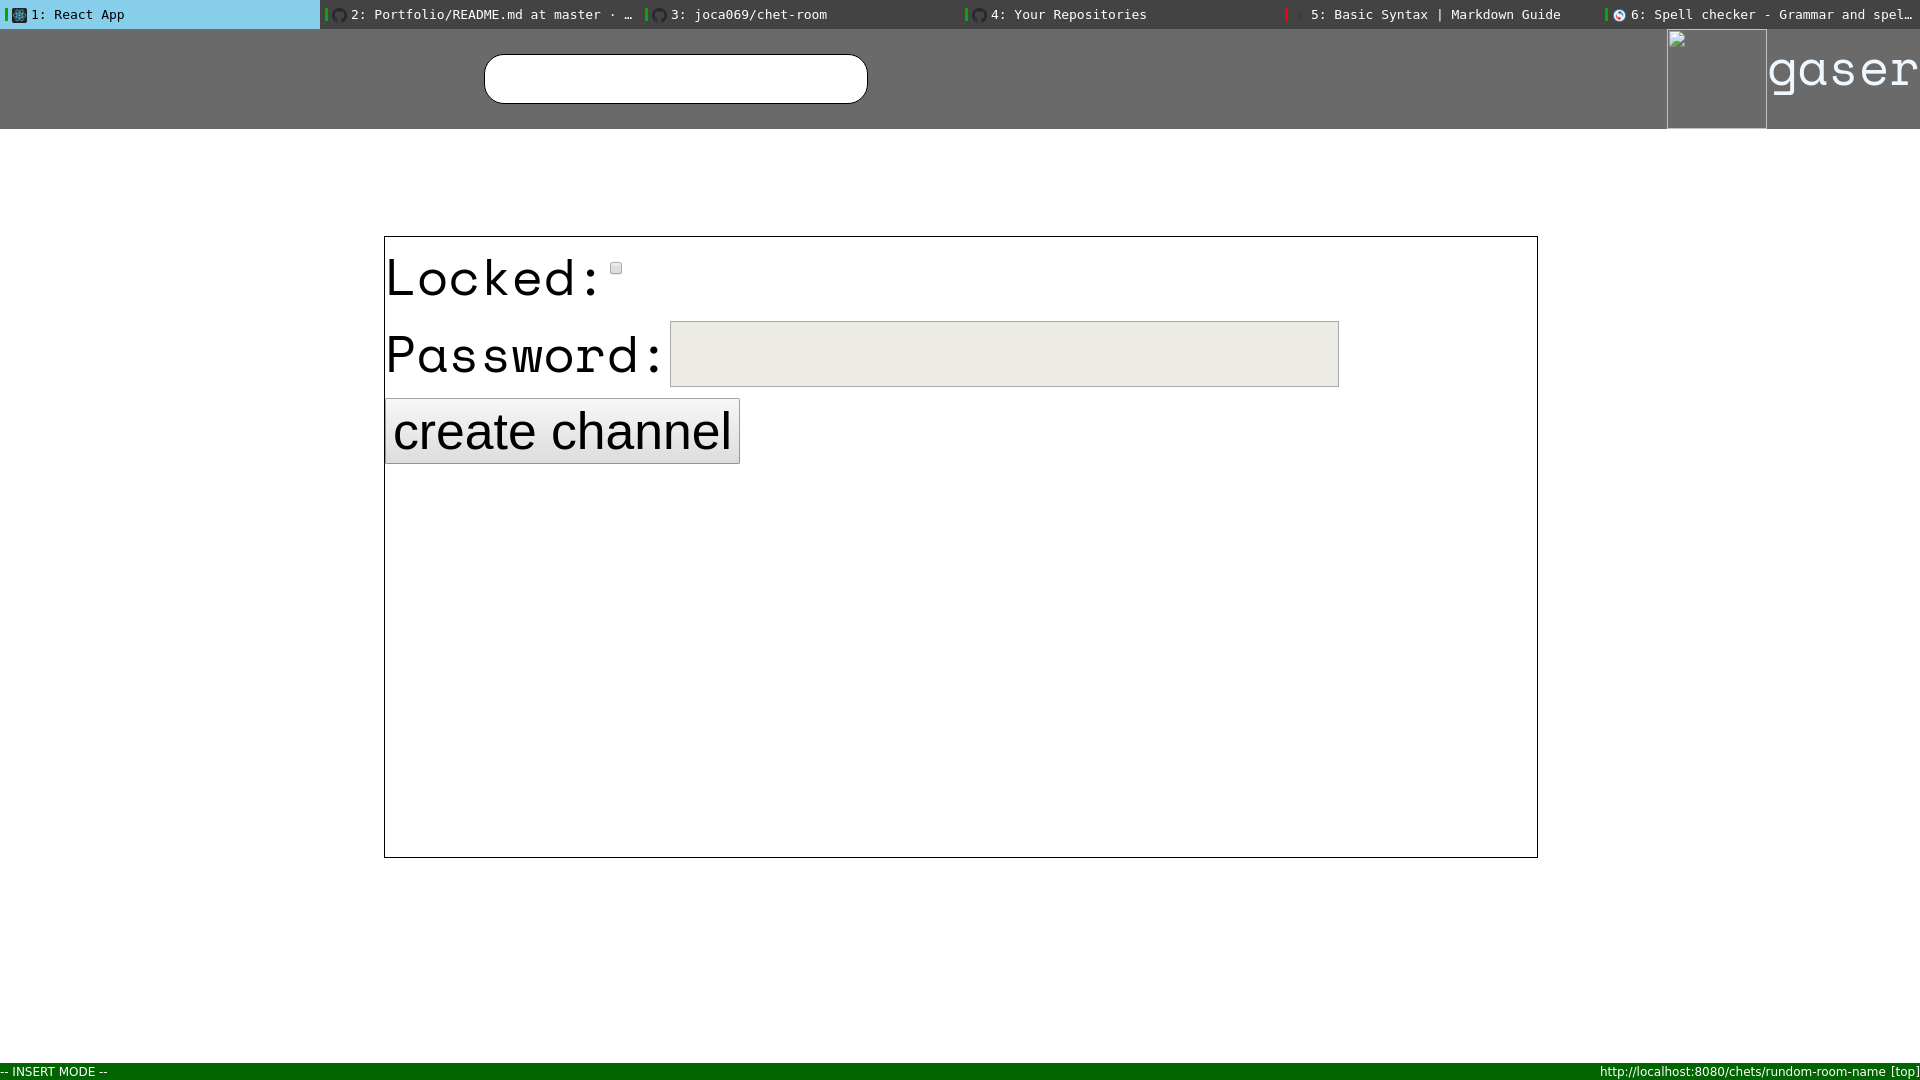 1: React App
2: Portfolio/README.md at master · …
3: joca069/chet-room
4: Your Repositories
5: Basic Syntax | Markdown Guide
6: Spell checker - Grammar and spel…
gaser
Locked:
Password:
create channel
-- INSERT MODE --
http://localhost:8080/chets/rundom-room-name [top]